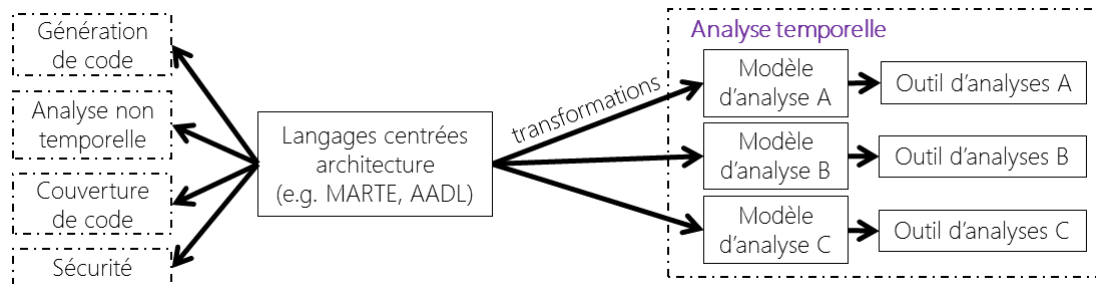 Génération
de code
Analyse non
temporelle
Couverture
de code
Sécurité
Langages centrées
architecture
(e.g. MARTE, AADL)
transformations
Analyse temporelle
Modèle
d'analyse A
Outil d'analyses A
Modèle
d'analyse B
Outil d'analyses B
Modèle
d'analyse C
Outil d'analyses C